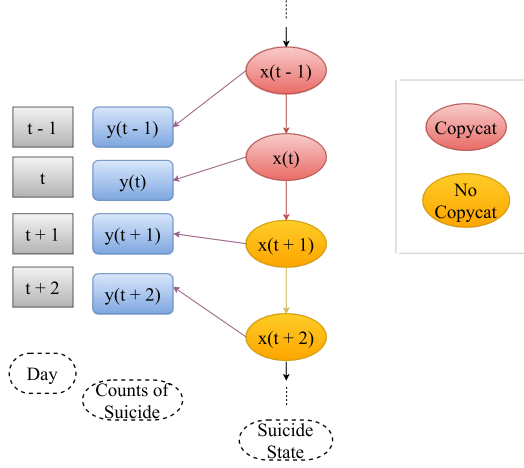 x(t - 1)
t - 1
y(t - 1)
Copycat
x(t)
t
y(t)
No
Copycat
t + 1
y(t + 1)
x(t + 1)
t + 2
y(t + 2)
x(t + 2)
Day
Counts of
Suicide
Suicide
State